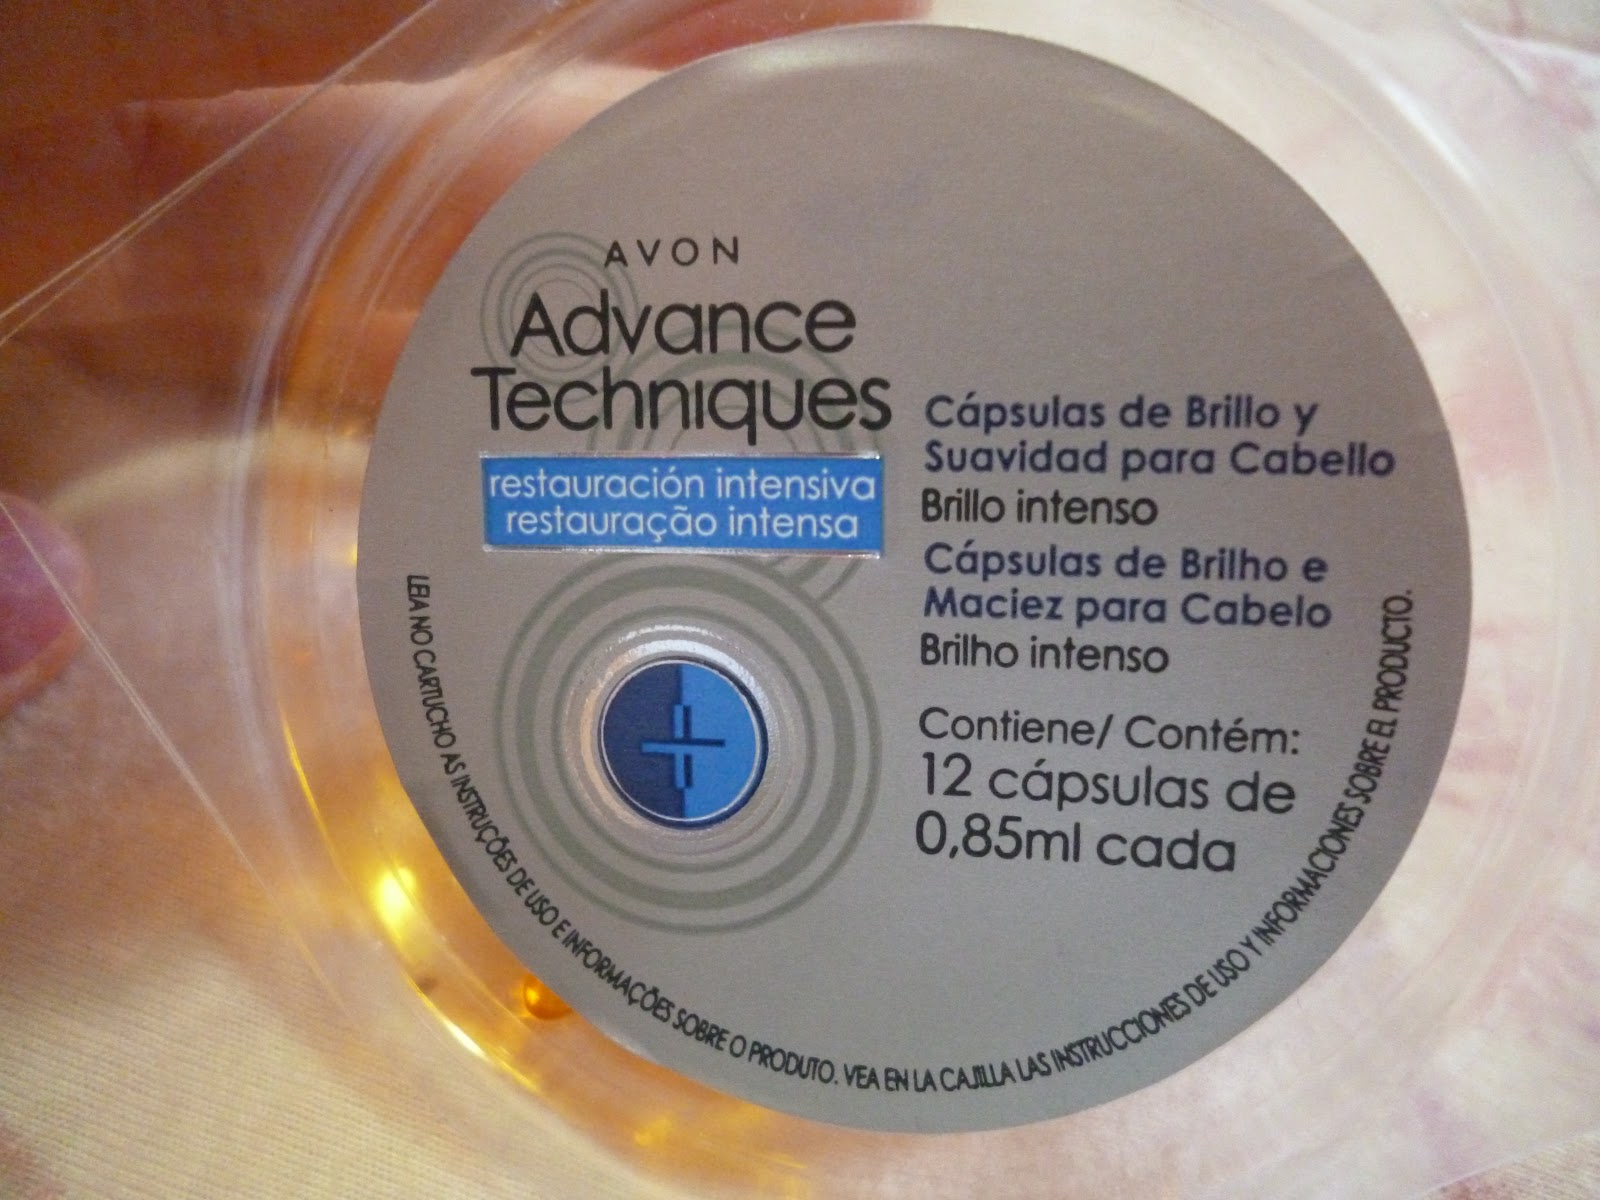 AVON
Advance
Techniques
restauración intensiva
restauração intensa
Cápsulas de Brillo y
Suavidad para Cabello
Brillo intenso
Cápsulas de Brilho e
Maciez para Cabelo
Brilho intenso
Contiene/ Contém:
12 cápsulas de
0,85ml cada
LEIA NO CARTUCHO AS INSTRUÇÕES DE USO E INFORMAÇÕES SOBRE O PRODUTO. VEA EN LA CAJILLA LAS INSTRUCCIONES DE USO Y INFORMACIONES SOBRE EL PRODUCTO.